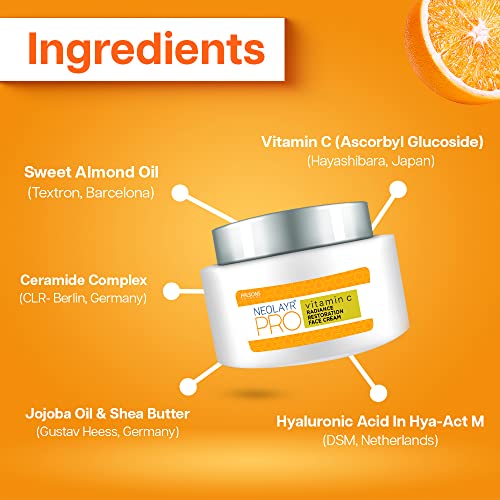 Ingredients
Vitamin C (Ascorbyl Glucoside)
(Hayashibara, Japan)
Sweet Almond Oil
(Textron, Barcelona)
Ceramide Complex
(CLR- Berlin, Germany)
NEOLAYR
PRO
vitamin c
RADIANCE
RESTORATION
FACE CREAM
Jojoba Oil & Shea Butter
(Gustav Heess, Germany)
Hyaluronic Acid In Hya-Act M
(DSM, Netherlands)